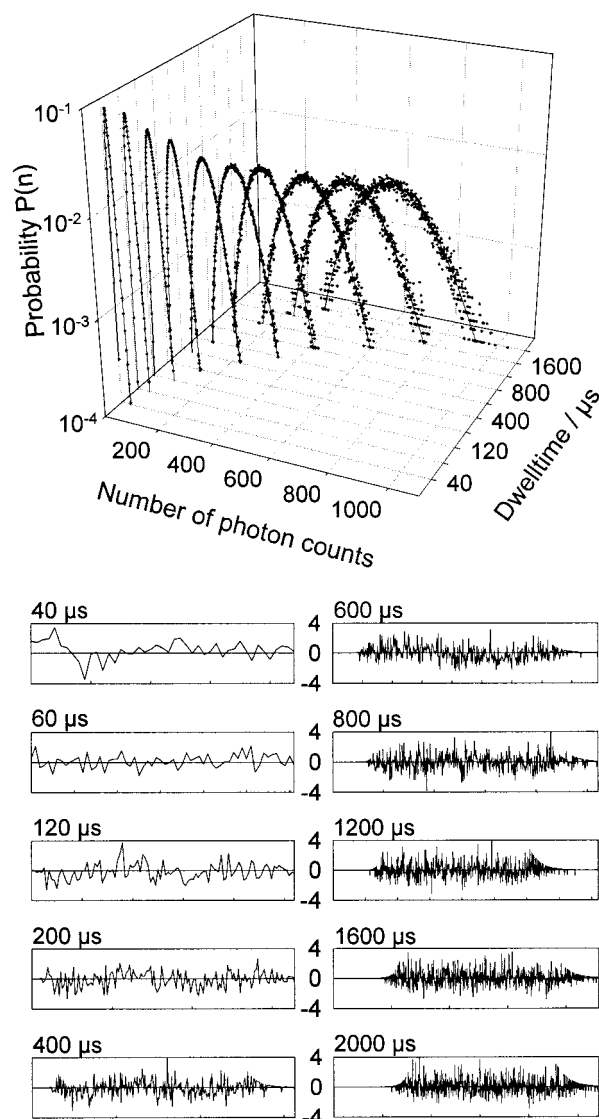 10-1
10-2
10-3
10-4
Probability P(n)
200
400
600
800
1000
Number of photon counts
40
120
400
800
1600
Dwelltime / µs
40 µs
4
0
-4
600 µs
60 µs
4
0
-4
800 µs
120 µs
4
0
-4
1200 µs
200 µs
4
0
-4
1600 µs
400 µs
4
0
-4
2000 µs